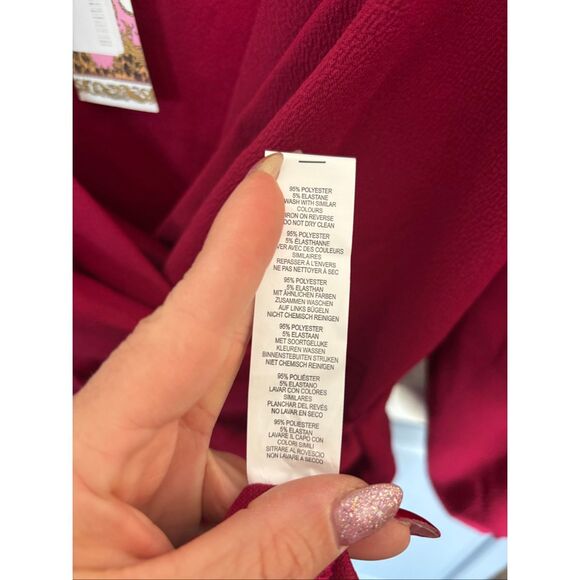 95% POLYESTER
5% ELASTANE
WASH WITH SIMILAR
COLOURS
IRON ON REVERSE
DO NOT DRY CLEAN
95% POLYESTER
5% ÉLASTHANNE
VER AVEC DES COULEURS
SIMILAIRES
REPASSER À L'ENVERS
NE PAS NETTOYER À SEC
95% POLYESTER
5% ELASTHAN
MIT ÄHNLICHEN FARBEN
ZUSAMMEN WASCHEN
AUF LINKS BÜGELN
NICHT CHEMISCH REINIGEN
95% POLYESTER
5% ELASTAAN
MET SOORTGELIJKE
KLEUREN WASSEN
BINNENSTEBUITEN STRIJKEN
NIET CHEMISCH REINIGEN
95% POLIÉSTER
5% ELASTANO
LAVAR CON COLORES
SIMILARES
PLANCHAR DEL REVÉS
NO LAVAR EN SECO
95% POLIESTERE
5% ELASTAN
LAVARE IL CAPO CON
COLORI SIMILI
STIRARE AL ROVESCIO
NON LAVARE A SECCO